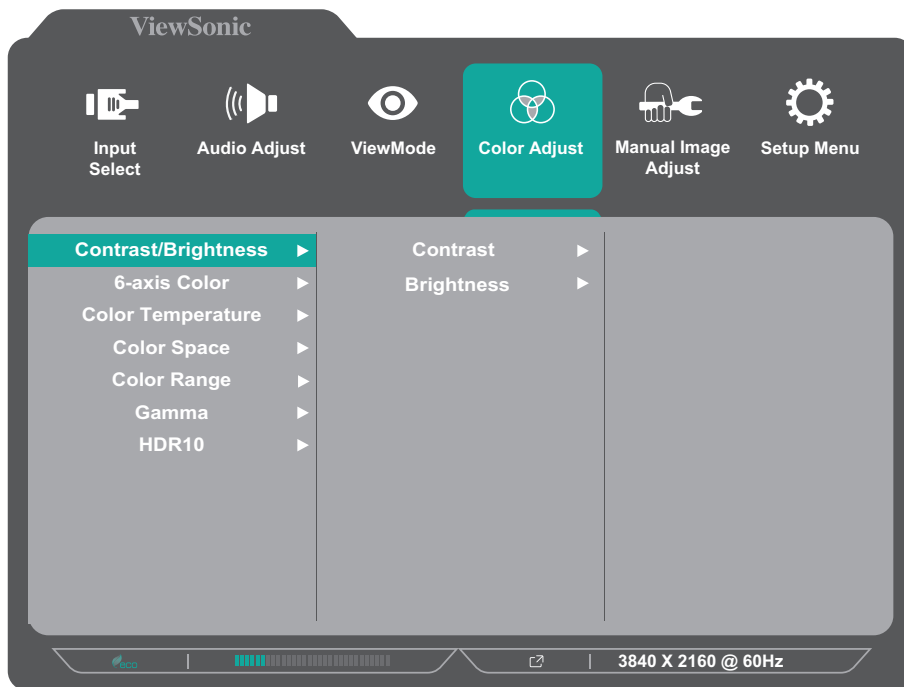 ViewSonic
Input
Select
Audio Adjust
ViewMode
Color Adjust
Manual Image
Adjust
Setup Menu
Contrast/Brightness
6-axis Color
Color Temperature
Color Space
Color Range
Gamma
HDR10
Contrast
Brightness
eco
3840 X 2160 @ 60Hz